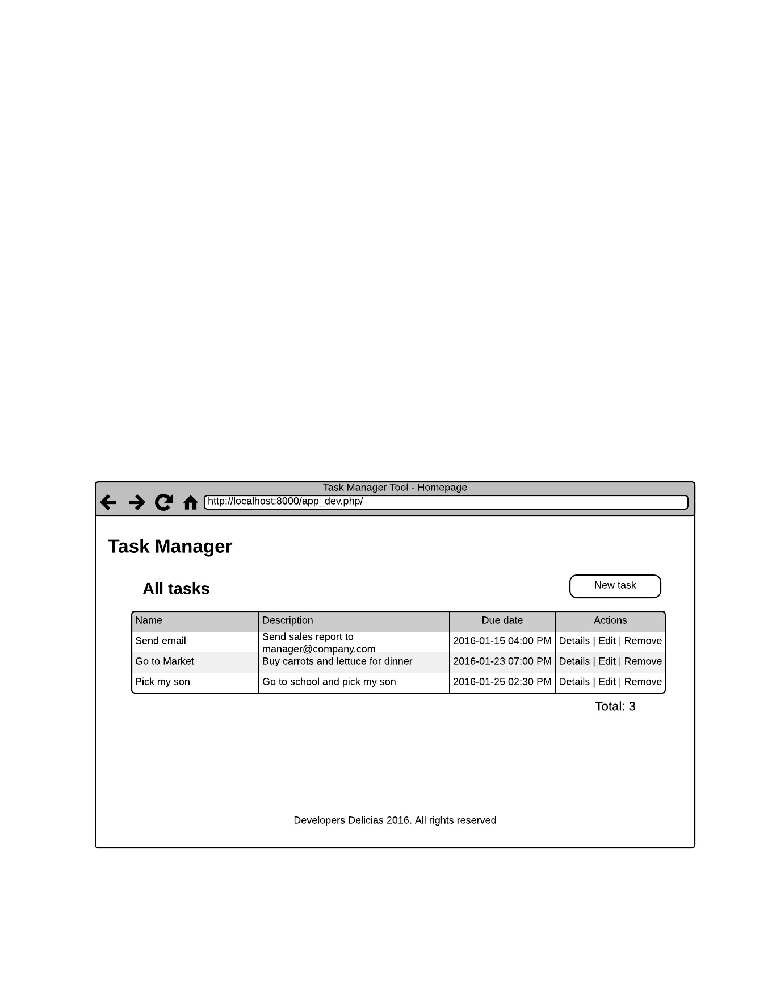 Task Manager Tool - Homepage
http://localhost:8000/app_dev.php/
Task Manager
All tasks
New task
Name Description Due date Actions
Send email Send sales report to manager@company.com 2016-01-15 04:00 PM Details | Edit | Remove
Go to Market Buy carrots and lettuce for dinner 2016-01-23 07:00 PM Details | Edit | Remove
Pick my son Go to school and pick my son 2016-01-25 02:30 PM Details | Edit | Remove
Total: 3
Developers Delicias 2016. All rights reserved